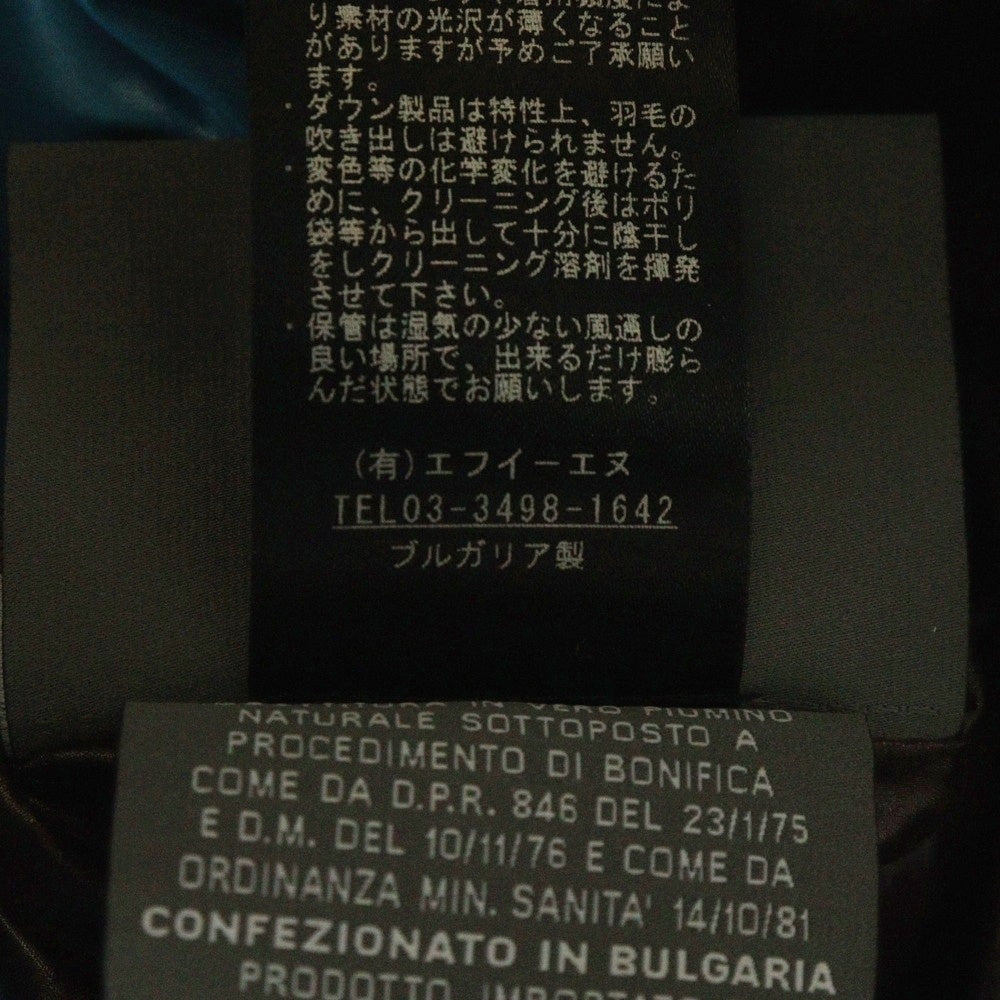 り素材の光沢が薄くなること
がありますが予めご了承願い
ます。
・ダウン製品は特性上、羽毛の
吹き出しは避けられません。
・変色等の化学変化を避けるた
めに、クリーニング後はポリ
袋等から出して十分に陰干し
をしクリーニング溶剤を揮発
させて下さい。
・保管は湿気の少ない風通しの
良い場所で、出来るだけ膨ら
んだ状態でお願いします。
(有)エフイーエヌ
TEL03-3498-1642
ブルガリア製
IN VERO PIUMINO
NATURALE SOTTOPOSTO A
PROCEDIMENTO DI BONIFICA
COME DA D.P.R. 846 DEL 23/1/75
E D.M. DEL 10/11/76 E COME DA
ORDINANZA MIN. SANITA' 14/10/81
CONFEZIONATO IN BULGARIA
PRODOTTO